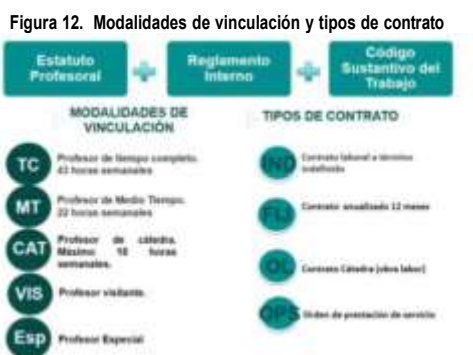 Figura 12. Modalidades de vinculación y tipos de contrato
Estatuto
Profesoral
Reglamento
Interno
Código
Sustantivo del
Trabajo
MODALIDADES DE
VINCULACIÓN
TC
Profesor de tiempo completo.
horas semanales
MT
Profesor de Medio Tiempo.
22 horas semanales
CAT
Profesor de cátedra.
Máximo horas
semanales.
VIS
Profesor visitante.
Esp
Profesor Especial
TIPOS DE CONTRATO
IND
Contrato laboral a término
indefinido
FIJ
Contrato anualizado 12 meses
OL
Contrato Cátedra (obra labor)
OPS
Orden de prestación de servicio